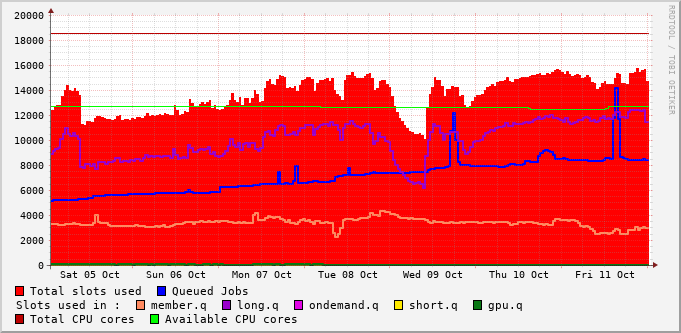 20000
18000
16000
14000
12000
10000
8000
6000
4000
2000
0
Sat 05 Oct Sun 06 Oct Mon 07 Oct Tue 08 Oct Wed 09 Oct Thu 10 Oct Fri 11 Oct
Total slots used Queued Jobs
Slots used in : member.q long.q ondemand.q short.q gpu.q
Total CPU cores Available CPU cores
RRDTOOL / TOBI OETIKER